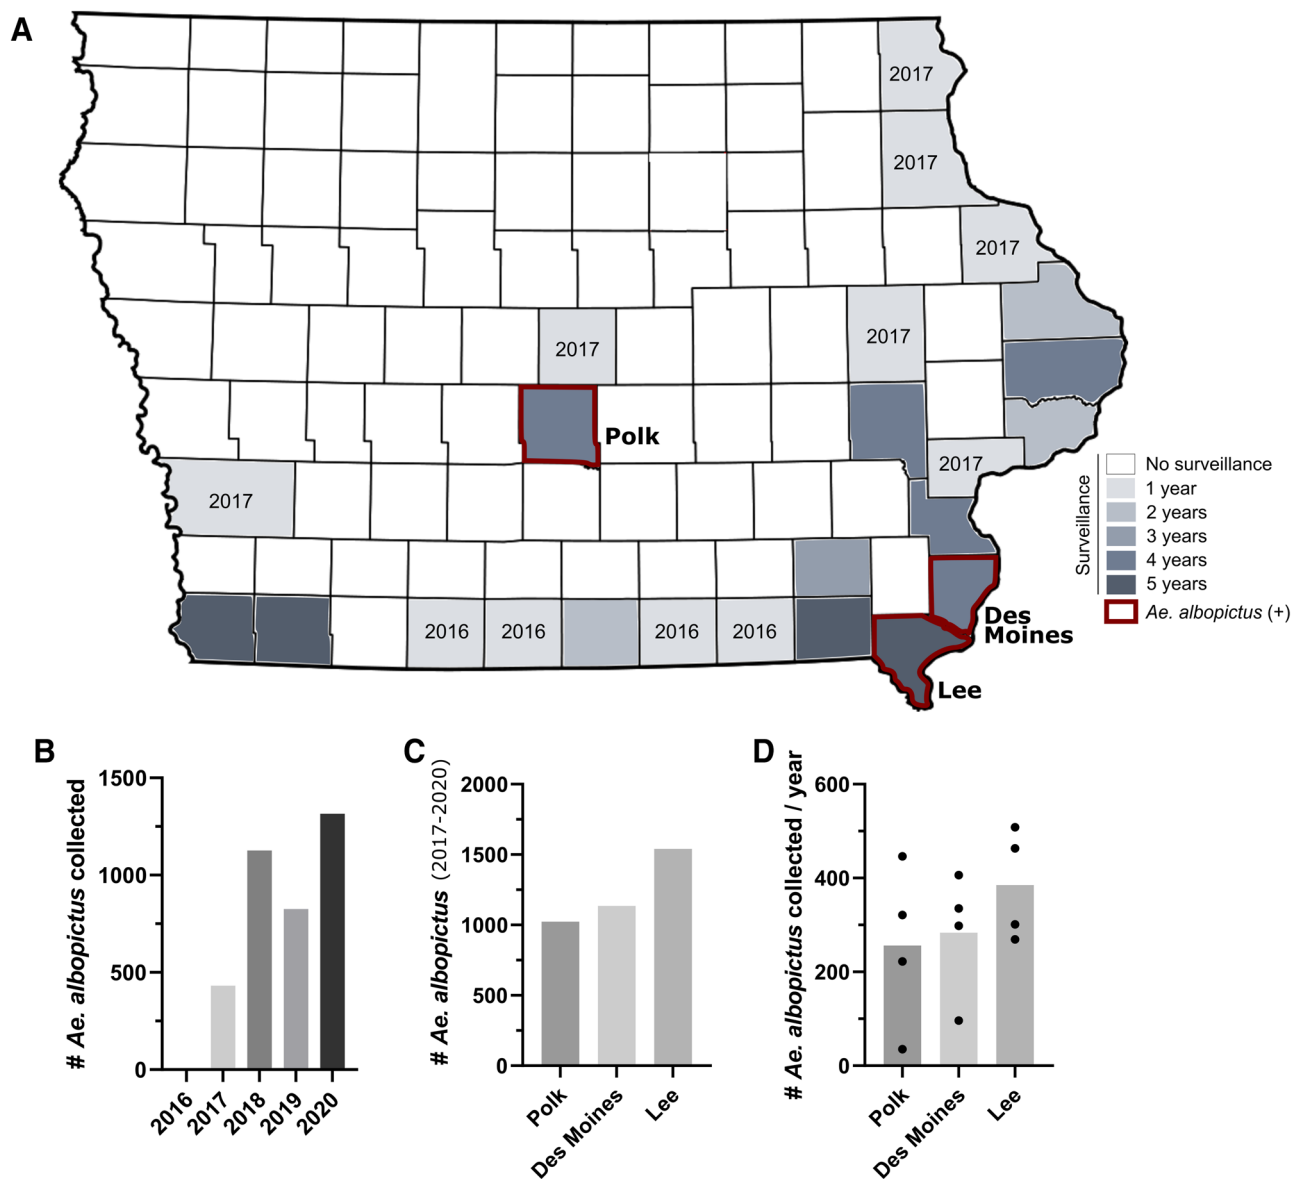 A
2017
2017
2017
2017
2017
Polk
2017
2017
Surveillance
No surveillance
1 year
2 years
3 years
4 years
5 years
Ae. albopictus (+)
2016
2016
2016
2016
Des
Moines
Lee
B
# Ae. albopictus collected
1500
1000
500
0
2016
2017
2018
2019
2020
C
# Ae. albopictus (2017-2020)
2000
1500
1000
500
0
Polk
Des Moines
Lee
D
# Ae. albopictus collected / year
600
400
200
0
Polk
Des Moines
Lee